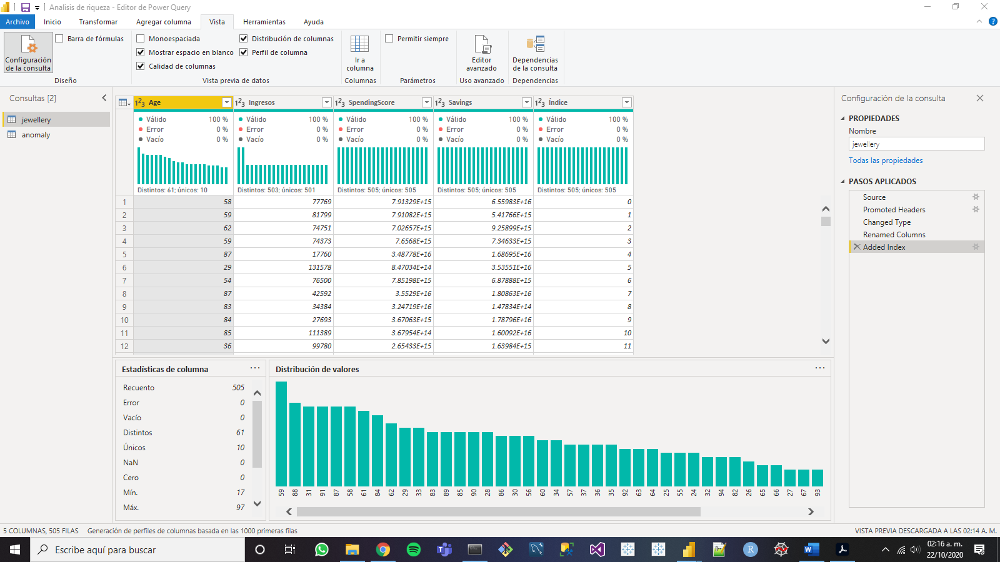 Analisis de riqueza - Editor de Power Query
Archivo Inicio Transformar Agregar columna Vista Herramientas Ayuda
Configuración de la consulta
Barra de fórmulas
Diseño
Monoespaciada
Mostrar espacio en blanco
Calidad de columnas
Distribución de columnas
Perfil de columna
Vista previa de datos
Ir a columna
Columnas
Permitir siempre
Parámetros
Editor avanzado
Uso avanzado
Dependencias de la consulta
Dependencias
Consultas [2]
jewellery
anomaly
1²3 Age 1²3 Ingresos 1²3 SpendingScore 1²3 Savings 1²3 Índice
Válido 100 % Válido 100 % Válido 100 % Válido 100 % Válido 100 %
Error 0 % Error 0 % Error 0 % Error 0 % Error 0 %
Vacío 0 % Vacío 0 % Vacío 0 % Vacío 0 % Vacío 0 %
Distintos: 61; únicos: 10 Distintos: 503; únicos: 501 Distintos: 505; únicos: 505 Distintos: 505; únicos: 505 Distintos: 505; únicos: 505
1 58 77769 7.91329E+15 6.55983E+16 0
2 59 81799 7.91082E+15 5.41766E+15 1
3 62 74751 7.02657E+15 9.25899E+15 2
4 59 74373 7.6568E+15 7.34633E+15 3
5 87 17760 3.48778E+16 1.68695E+16 4
6 29 131578 8.47034E+14 3.53551E+16 5
7 54 76500 7.85198E+15 6.87888E+15 6
8 87 42592 3.5529E+16 1.80863E+16 7
9 83 34384 3.24719E+16 1.47834E+14 8
10 84 27693 3.67063E+15 1.78796E+16 9
11 85 111389 3.67954E+14 1.60092E+16 10
12 36 99780 2.65433E+15 1.63984E+15 11
Estadísticas de columna
Recuento 505
Error 0
Vacío 0
Distintos 61
Únicos 10
NaN 0
Cero 0
Mín. 17
Máx. 97
Distribución de valores
59 88 31 91 87 58 61 84 62 29 33 83 89 85 90 28 86 30 56 60 34 57 37 36 35 92 63 64 25 55 24 32 94 82 26 65 66 27 67 93
Configuración de la consulta
PROPIEDADES
Nombre
jewellery
Todas las propiedades
PASOS APLICADOS
Source
Promoted Headers
Changed Type
Renamed Columns
Added Index
5 COLUMNAS, 505 FILAS Generación de perfiles de columnas basada en las 1000 primeras filas VISTA PREVIA DESCARGADA A LAS 02:14 A. M.
Escribe aquí para buscar
02:16 a. m.
22/10/2020